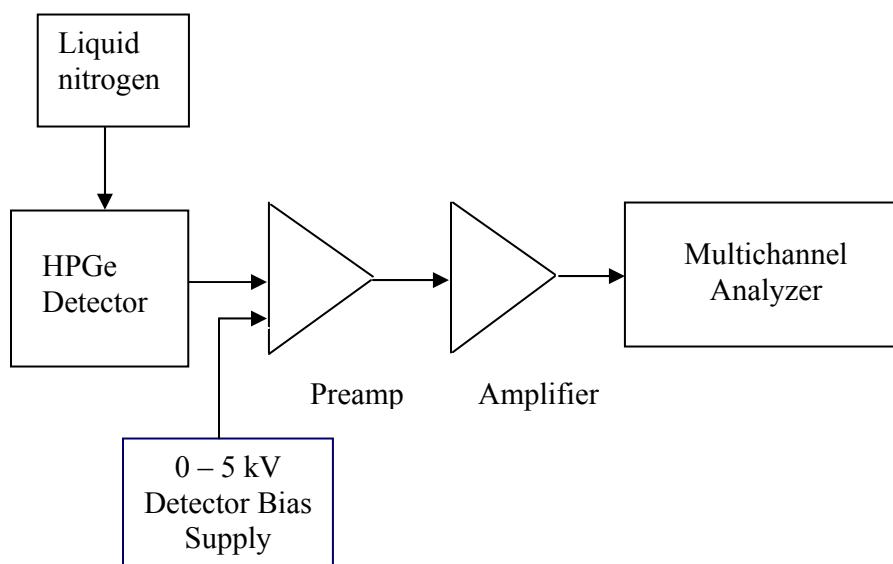 Liquid
nitrogen
HPGe
Detector
Multichannel
Analyzer
Preamp
Amplifier
0 – 5 kV
Detector Bias
Supply